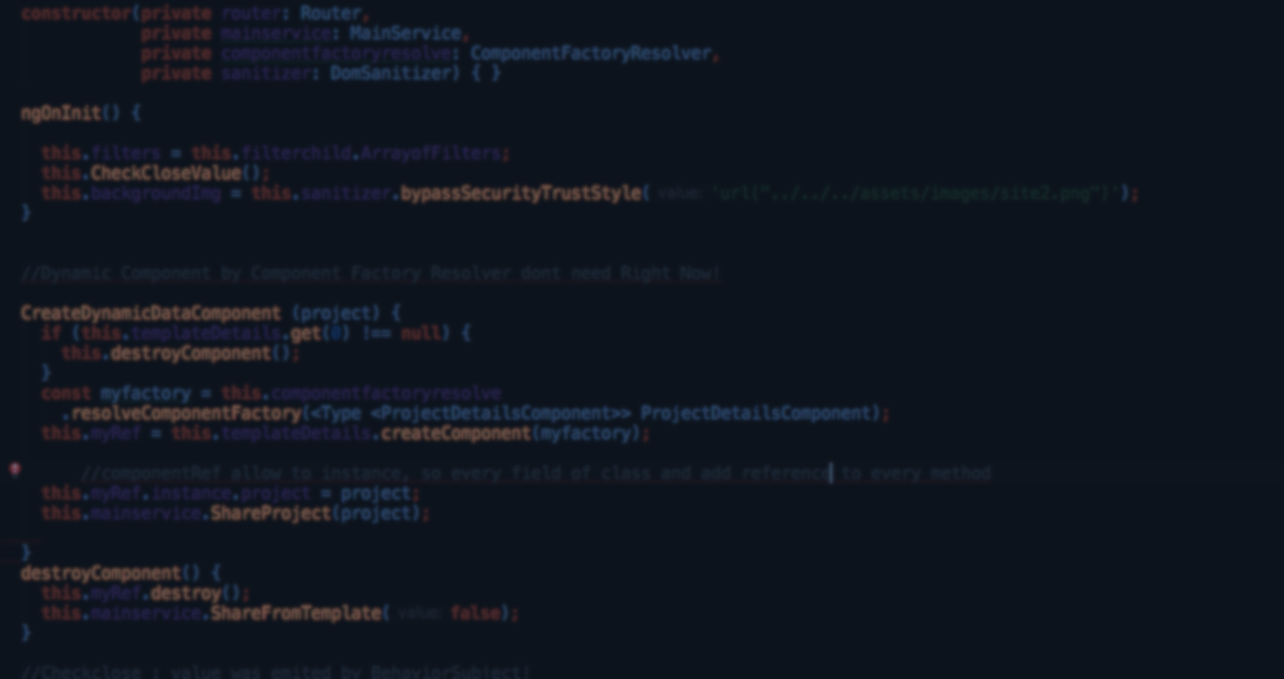 constructor(private router: Router,
private mainservice: MainService,
private componentfactoryresolve: ComponentFactoryResolver,
private sanitizer: DomSanitizer) { }
ngOnInit() {
this.filters = this.filterchild.ArrayofFilters;
this.CheckCloseValue();
this.backgroundImg = this.sanitizer.bypassSecurityTrustStyle( value: 'url("../../../assets/images/site2.png")');
}
//Dynamic Component by Component Factory Resolver dont need Right Now!
CreateDynamicDataComponent (project) {
if (this.templateDetails.get(0) !== null) {
this.destroyComponent();
}
const myfactory = this.componentfactoryresolve
.resolveComponentFactory(<Type <ProjectDetailsComponent>> ProjectDetailsComponent);
this.myRef = this.templateDetails.createComponent(myfactory);
//componentRef allow to instance, so every field of class and add reference to every method
this.myRef.instance.project = project;
this.mainservice.ShareProject(project);
}
destroyComponent() {
this.myRef.destroy();
this.mainservice.ShareFromTemplate( value: false);
}
//Checkclose : value was emited by BehaviorSubject!